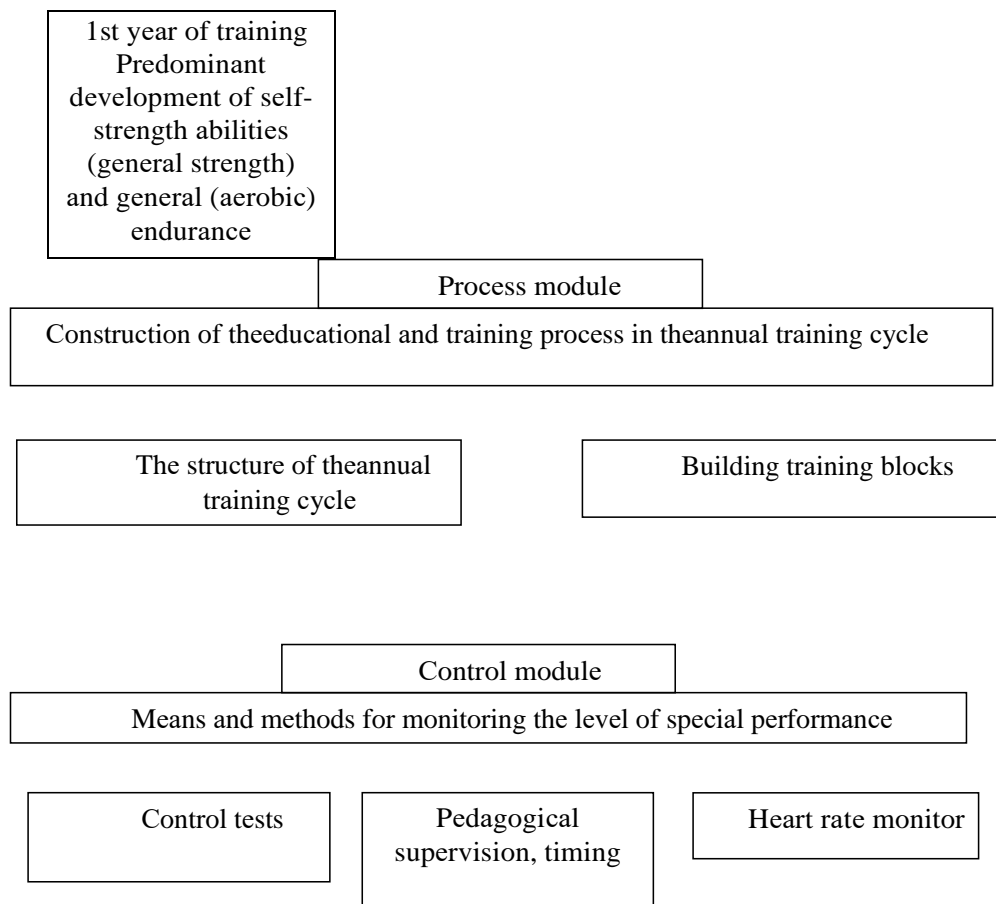 1st year of training
Predominant
development of self-
strength abilities
(general strength)
and general (aerobic)
endurance
Process module
Construction of theeducational and training process in theannual training cycle
The structure of theannual
training cycle
Building training blocks
Control module
Means and methods for monitoring the level of special performance
Control tests
Pedagogical
supervision, timing
Heart rate monitor